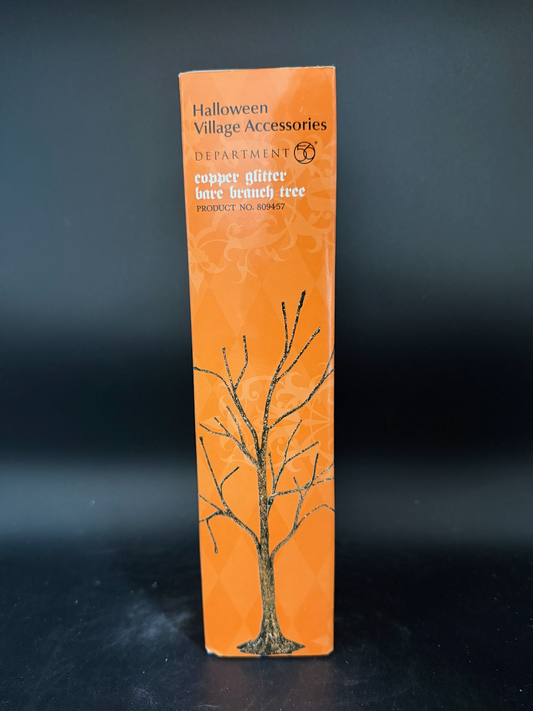 Halloween
Village Accessories
DEPARTMENT 56®
copper glitter
bare branch tree
PRODUCT NO. 809457